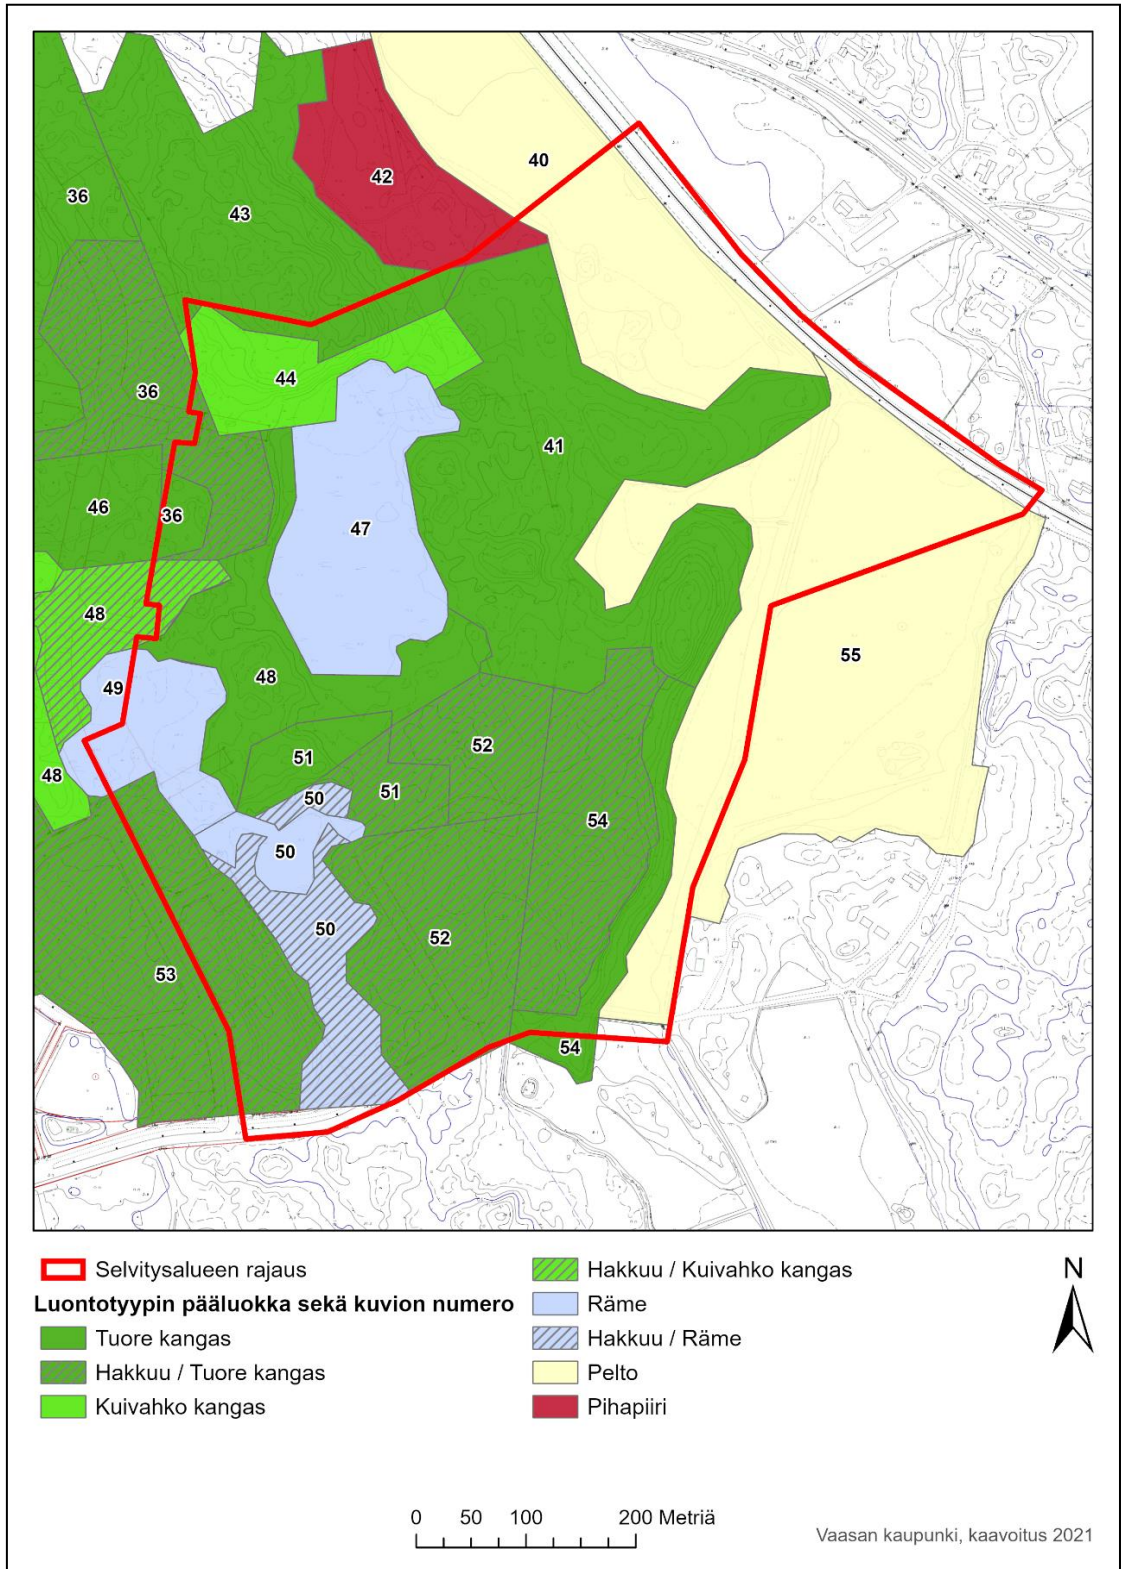 40
42
36
43
44
36
41
46
36
47
48
55
48
49
52
51
48
51
50
54
50
50
52
53
54
Selvitysalueen rajaus
Luontotyypin pääluokka sekä kuvion numero
Tuore kangas
Hakkuu / Tuore kangas
Kuivahko kangas
Hakkuu / Kuivahko kangas
Räme
Hakkuu / Räme
Pelto
Pihapiiri
N
0 50 100 200 Metriä
Vaasan kaupunki, kaavoitus 2021